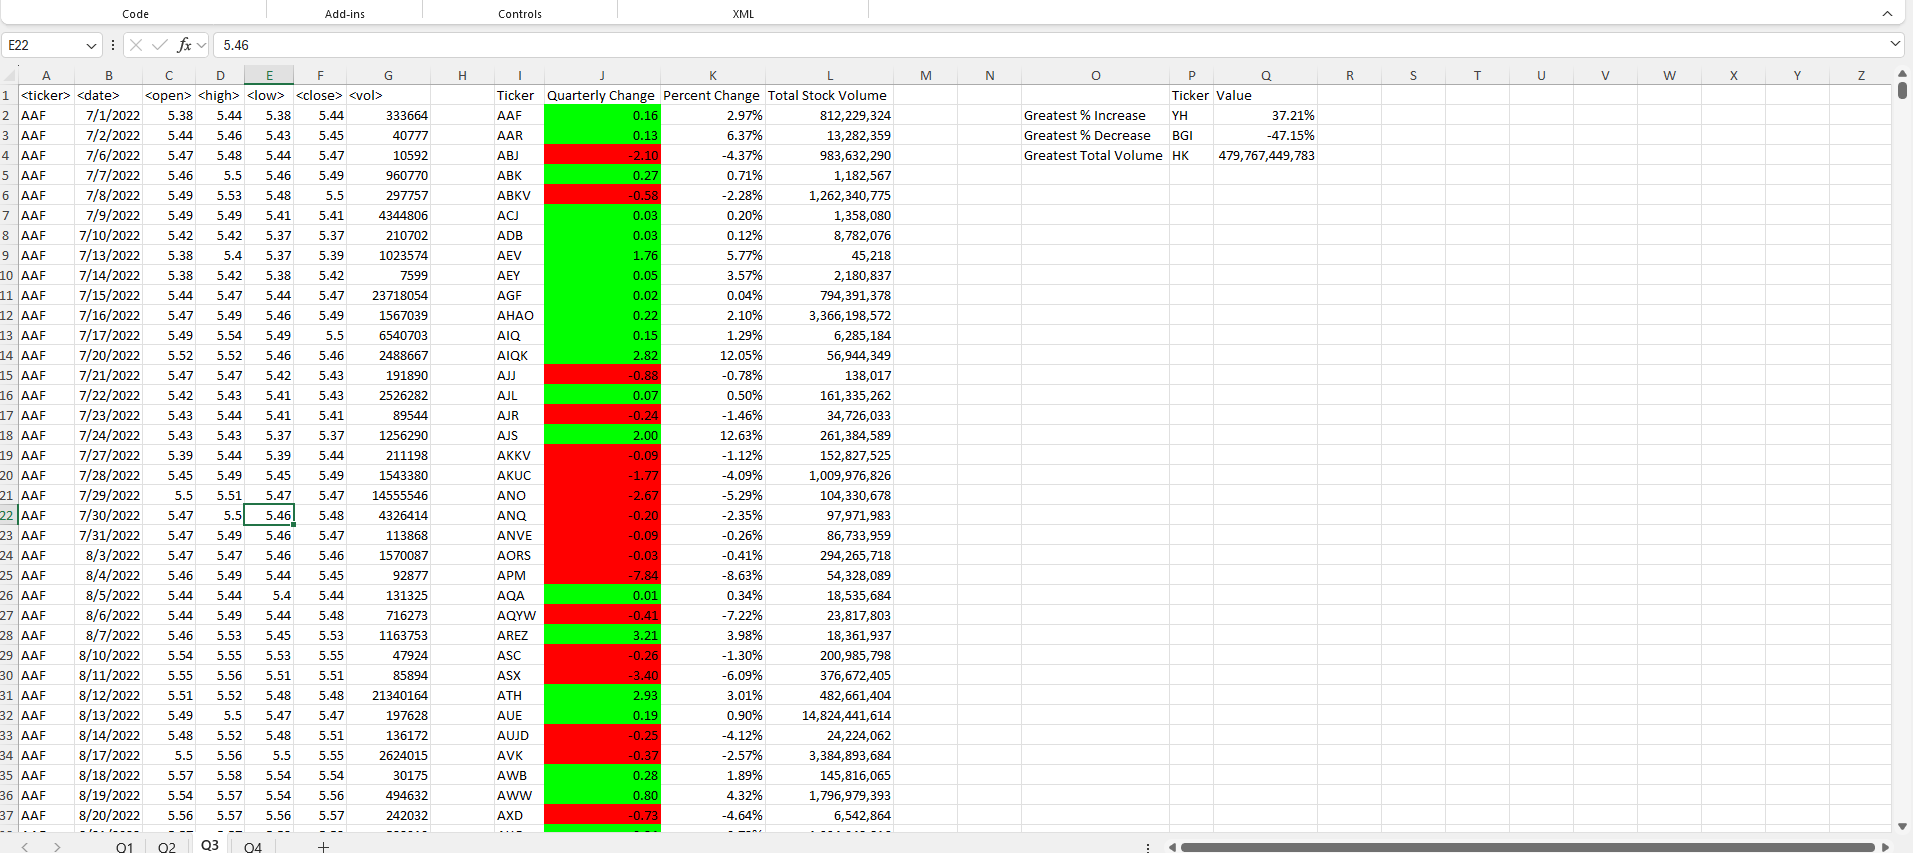 Code Add-ins Controls XML
E22 fx 5.46
A B C D E F G H I J K L M N O P Q R S T U V W X Y Z
1 <ticker> <date> <open> <high> <low> <close> <vol> Ticker Quarterly Change Percent Change Total Stock Volume Ticker Value
2 AAF 7/1/2022 5.38 5.44 5.38 5.44 333664 AAF 0.16 2.97% 812,229,324 Greatest % Increase YH 37.21%
3 AAF 7/2/2022 5.44 5.46 5.43 5.45 40777 AAR 0.13 6.37% 13,282,359 Greatest % Decrease BGI -47.15%
4 AAF 7/6/2022 5.47 5.48 5.44 5.47 10592 ABJ -2.10 -4.37% 983,632,290 Greatest Total Volume HK 479,767,449,783
5 AAF 7/7/2022 5.46 5.5 5.46 5.49 960770 ABK 0.27 0.71% 1,182,567
6 AAF 7/8/2022 5.49 5.53 5.48 5.5 297757 ABKV -0.58 -2.28% 1,262,340,775
7 AAF 7/9/2022 5.49 5.49 5.41 5.41 4344806 ACJ 0.03 0.20% 1,358,080
8 AAF 7/10/2022 5.42 5.42 5.37 5.37 210702 ADB 0.03 0.12% 8,782,076
9 AAF 7/13/2022 5.38 5.4 5.37 5.39 1023574 AEV 1.76 5.77% 45,218
10 AAF 7/14/2022 5.38 5.42 5.38 5.42 7599 AEY 0.05 3.57% 2,180,837
11 AAF 7/15/2022 5.44 5.47 5.44 5.47 23718054 AGF 0.02 0.04% 794,391,378
12 AAF 7/16/2022 5.47 5.49 5.46 5.49 1567039 AHAO 0.22 2.10% 3,366,198,572
13 AAF 7/17/2022 5.49 5.54 5.49 5.5 6540703 AIQ 0.15 1.29% 6,285,184
14 AAF 7/20/2022 5.52 5.52 5.46 5.46 2488667 AIQK 2.82 12.05% 56,944,349
15 AAF 7/21/2022 5.47 5.47 5.42 5.43 191890 AJJ -0.88 -0.78% 138,017
16 AAF 7/22/2022 5.42 5.43 5.41 5.43 2526282 AJL 0.07 0.50% 161,335,262
17 AAF 7/23/2022 5.43 5.44 5.41 5.41 89544 AJR -0.24 -1.46% 34,726,033
18 AAF 7/24/2022 5.43 5.43 5.37 5.37 1256290 AJS 2.00 12.63% 261,384,589
19 AAF 7/27/2022 5.39 5.44 5.39 5.44 211198 AKKV -0.09 -1.12% 152,827,525
20 AAF 7/28/2022 5.45 5.49 5.45 5.49 1543380 AKUC -1.77 -4.09% 1,009,976,826
21 AAF 7/29/2022 5.5 5.51 5.47 5.47 14555546 ANO -2.67 -5.29% 104,330,678
22 AAF 7/30/2022 5.47 5.5 5.46 5.48 4326414 ANQ -0.20 -2.35% 97,971,983
23 AAF 7/31/2022 5.47 5.49 5.46 5.47 113868 ANVE -0.09 -0.26% 86,733,959
24 AAF 8/3/2022 5.47 5.47 5.46 5.46 1570087 AORS -0.03 -0.41% 294,265,718
25 AAF 8/4/2022 5.46 5.49 5.44 5.45 92877 APM -7.84 -8.63% 54,328,089
26 AAF 8/5/2022 5.44 5.44 5.4 5.44 131325 AQA 0.01 0.34% 18,535,684
27 AAF 8/6/2022 5.44 5.49 5.44 5.48 716273 AQYW -0.41 -7.22% 23,817,803
28 AAF 8/7/2022 5.46 5.53 5.45 5.53 1163753 AREZ 3.21 3.98% 18,361,937
29 AAF 8/10/2022 5.54 5.55 5.53 5.55 47924 ASC -0.26 -1.30% 200,985,798
30 AAF 8/11/2022 5.55 5.56 5.51 5.51 85894 ASX -3.40 -6.09% 376,672,405
31 AAF 8/12/2022 5.51 5.52 5.48 5.48 21340164 ATH 2.93 3.01% 482,661,404
32 AAF 8/13/2022 5.49 5.5 5.47 5.47 197628 AUE 0.19 0.90% 14,824,441,614
33 AAF 8/14/2022 5.48 5.52 5.48 5.51 136172 AUJD -0.25 -4.12% 24,224,062
34 AAF 8/17/2022 5.5 5.56 5.5 5.55 2624015 AVK -0.37 -2.57% 3,384,893,684
35 AAF 8/18/2022 5.57 5.58 5.54 5.54 30175 AWB 0.28 1.89% 145,816,065
36 AAF 8/19/2022 5.54 5.57 5.54 5.56 494632 AWW 0.80 4.32% 1,796,979,393
37 AAF 8/20/2022 5.56 5.57 5.56 5.57 242032 AXD -0.73 -4.64% 6,542,864
Q1 Q2 Q3 Q4 +